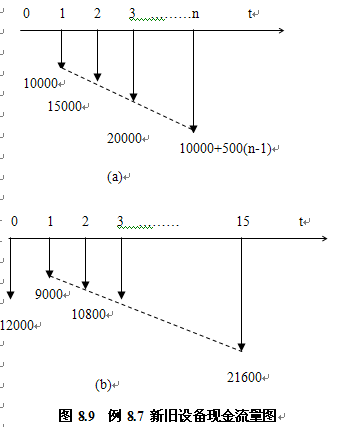 0 1 2 3………n t
10000
15000
20000
10000+500(n-1)
(a)
0 1 2 3……… 15 t
9000
10800
12000
21600
(b)
图 8.9 例 8.7 新旧设备现金流量图